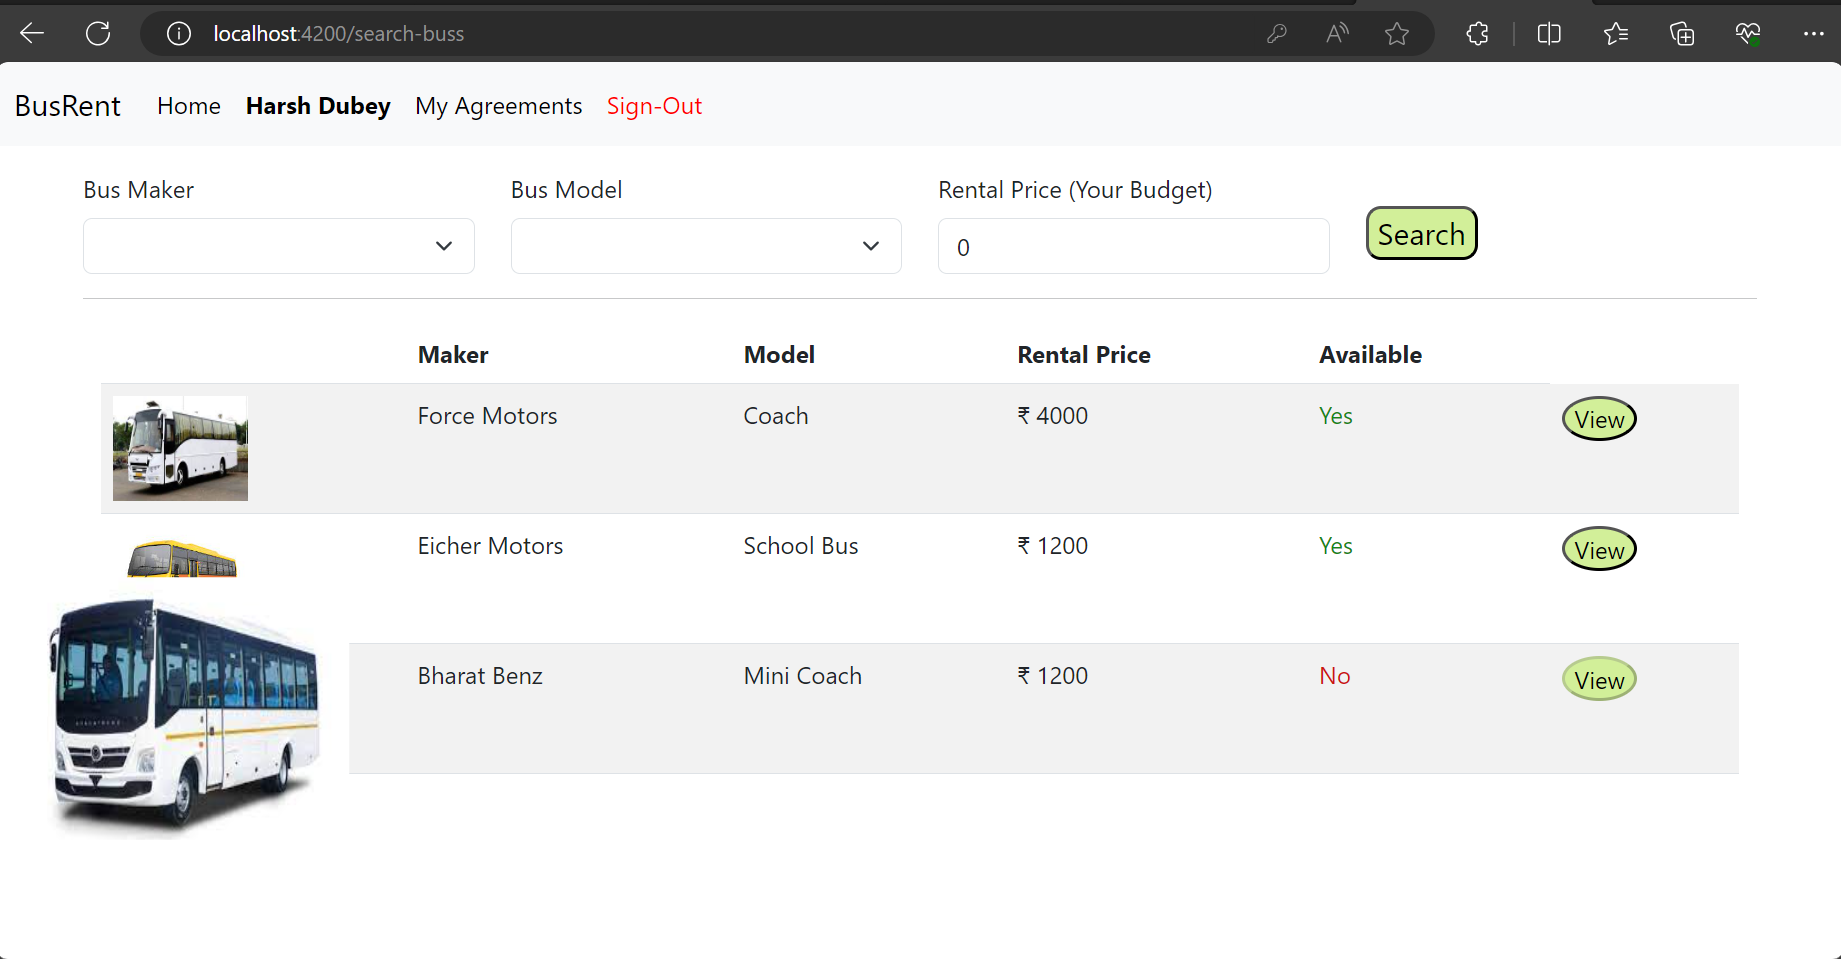 localhost:4200/search-buss
BusRent Home Harsh Dubey My Agreements Sign-Out
Bus Maker Bus Model Rental Price (Your Budget)
0 Search
Maker Model Rental Price Available
Force Motors Coach ₹ 4000 Yes View
Eicher Motors School Bus ₹ 1200 Yes View
Bharat Benz Mini Coach ₹ 1200 No View